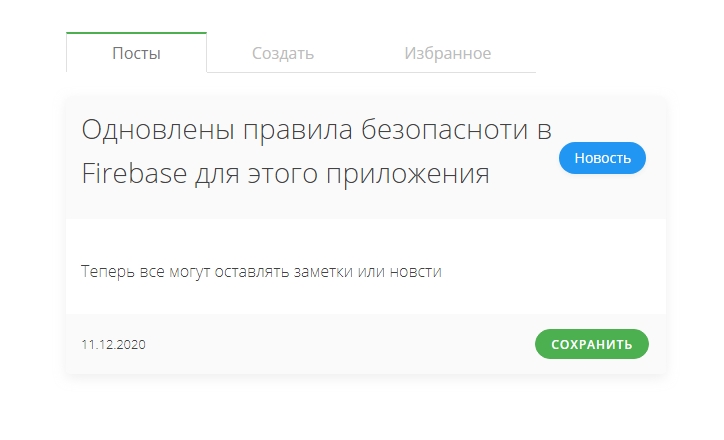 Посты Создать Избранное
Одновлены правила безопасноти в
Firebase для этого приложения
Новость
Теперь все могут оставлять заметки или новсти
11.12.2020 СОХРАНИТЬ